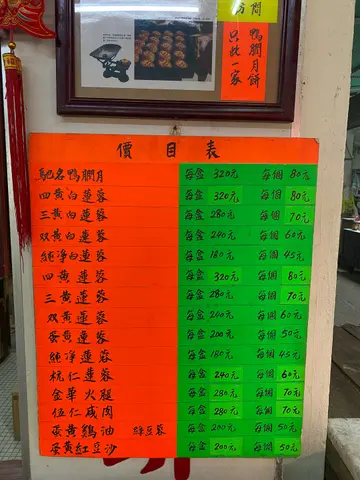 訪問
鴨膶月餅
只此一家
價目表
馳名鴨膶月 每盒 320元 每個 80元
四黃白蓮蓉 每盒 320元 每個 80元
三黃白蓮蓉 每盒 280元 每個 70元
双黃白蓮蓉 每盒 240元 每個 60元
純淨白蓮蓉 每盒 180元 每個 45元
四黃蓮蓉 每盒 320元 每個 80元
三黃蓮蓉 每盒 280元 每個 70元
双黃蓮蓉 每盒 240元 每個 60元
蛋黃蓮蓉 每盒 200元 每個 50元
純淨蓮蓉 每盒 180元 每個 45元
杬仁蓮蓉 每盒 240元 每個 60元
金華火腿 每盒 280元 每個 70元
伍仁咸肉 每盒 280元 每個 70元
蛋黃鷄油 綠豆蓉 每盒 200元 每個 50元
蛋黃紅豆沙 每盒 200元 每個 50元